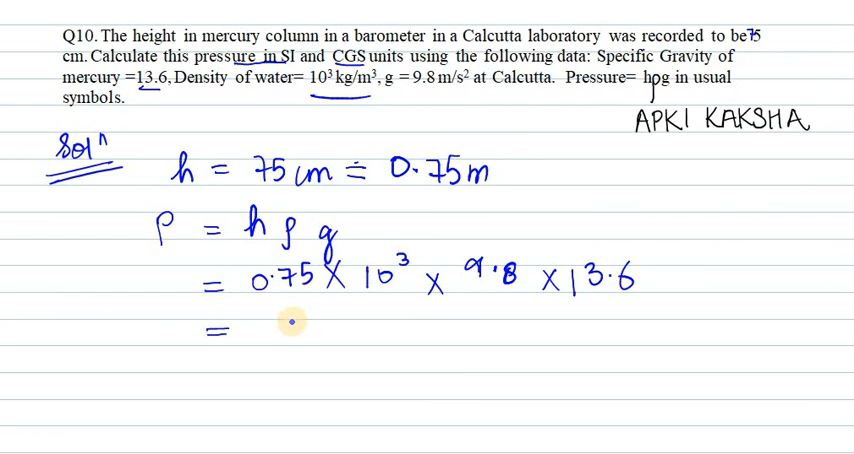 Q10. The height in mercury column in a barometer in a Calcutta laboratory was recorded to be 75
cm. Calculate this pressure in SI and CGS units using the following data: Specific Gravity of
mercury =13.6, Density of water= 10³ kg/m³, g =9.8 m/s² at Calcutta. Pressure= hρg in usual
symbols.
APKI KAKSHA
Solⁿ
h = 75 cm = 0.75 m
P = h ρ g
= 0.75 × 10³ × 9.8 × 13.6
=